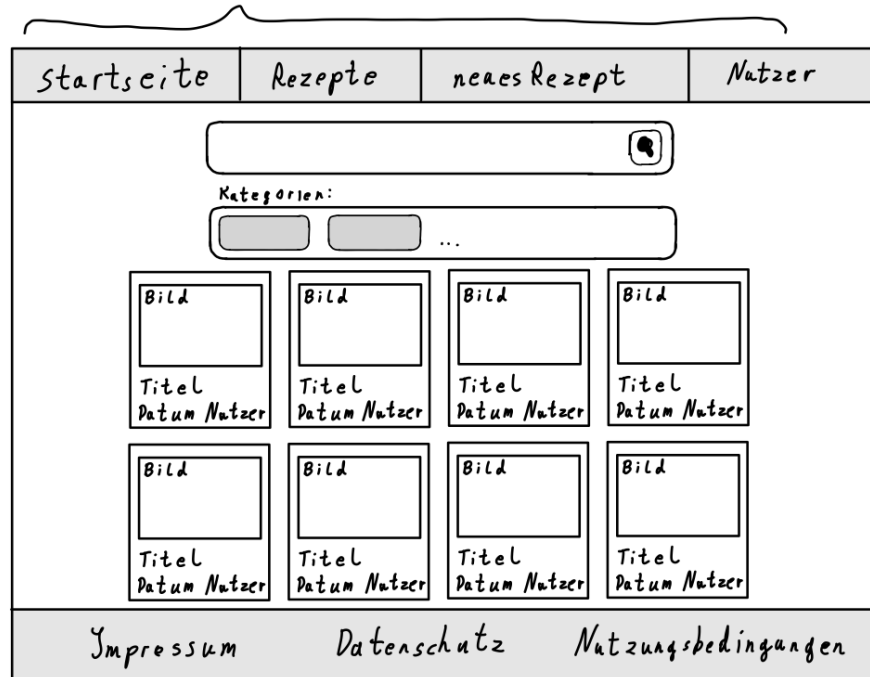 Startseite Rezepte neues Rezept Nutzer
Kategorien:
...
Bild Bild Bild Bild
Titel Titel Titel Titel
Datum Nutzer Datum Nutzer Datum Nutzer Datum Nutzer
Bild Bild Bild Bild
Titel Titel Titel Titel
Datum Nutzer Datum Nutzer Datum Nutzer Datum Nutzer
Impressum Datenschutz Nutzungsbedingungen